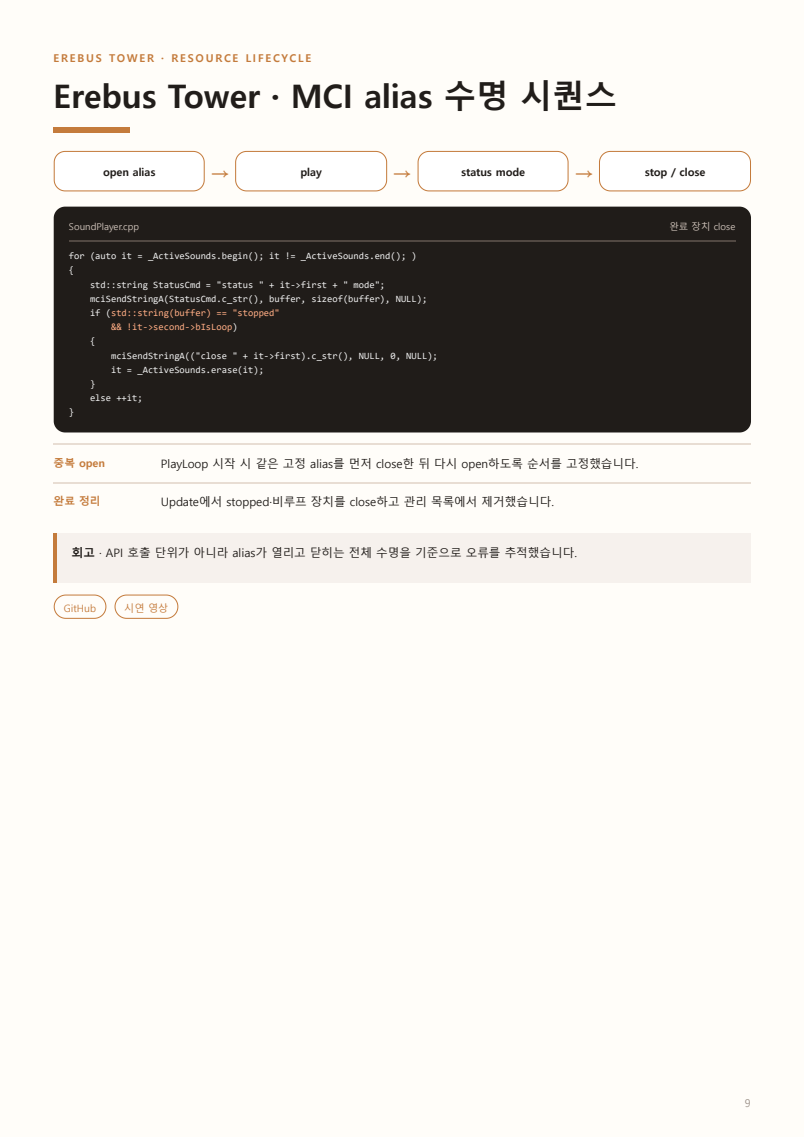 EREBUS TOWER · RESOURCE LIFECYCLE
Erebus Tower · MCI alias 수명 시퀀스
open alias → play → status mode → stop / close
SoundPlayer.cpp 완료 장치 close
for (auto it = _ActiveSounds.begin(); it != _ActiveSounds.end(); )
{
    std::string StatusCmd = "status " + it->first + " mode";
    mciSendStringA(StatusCmd.c_str(), buffer, sizeof(buffer), NULL);
    if (std::string(buffer) == "stopped"
        && !it->second->bIsLoop)
    {
        mciSendStringA(("close " + it->first).c_str(), NULL, 0, NULL);
        it = _ActiveSounds.erase(it);
    }
    else ++it;
}
중복 open PlayLoop 시작 시 같은 고정 alias를 먼저 close한 뒤 다시 open하도록 순서를 고정했습니다.
완료 정리 Update에서 stopped·비루프 장치를 close하고 관리 목록에서 제거했습니다.
회고 · API 호출 단위가 아니라 alias가 열리고 닫히는 전체 수명을 기준으로 오류를 추적했습니다.
GitHub 시연 영상
9